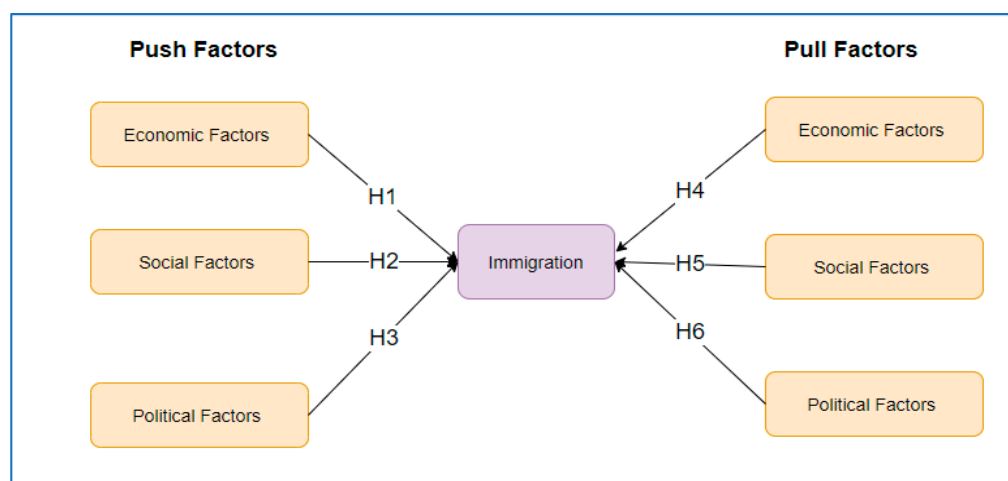 Push Factors
Pull Factors
Economic Factors
Economic Factors
H1
H4
Social Factors
H2
Immigration
H5
Social Factors
H3
H6
Political Factors
Political Factors